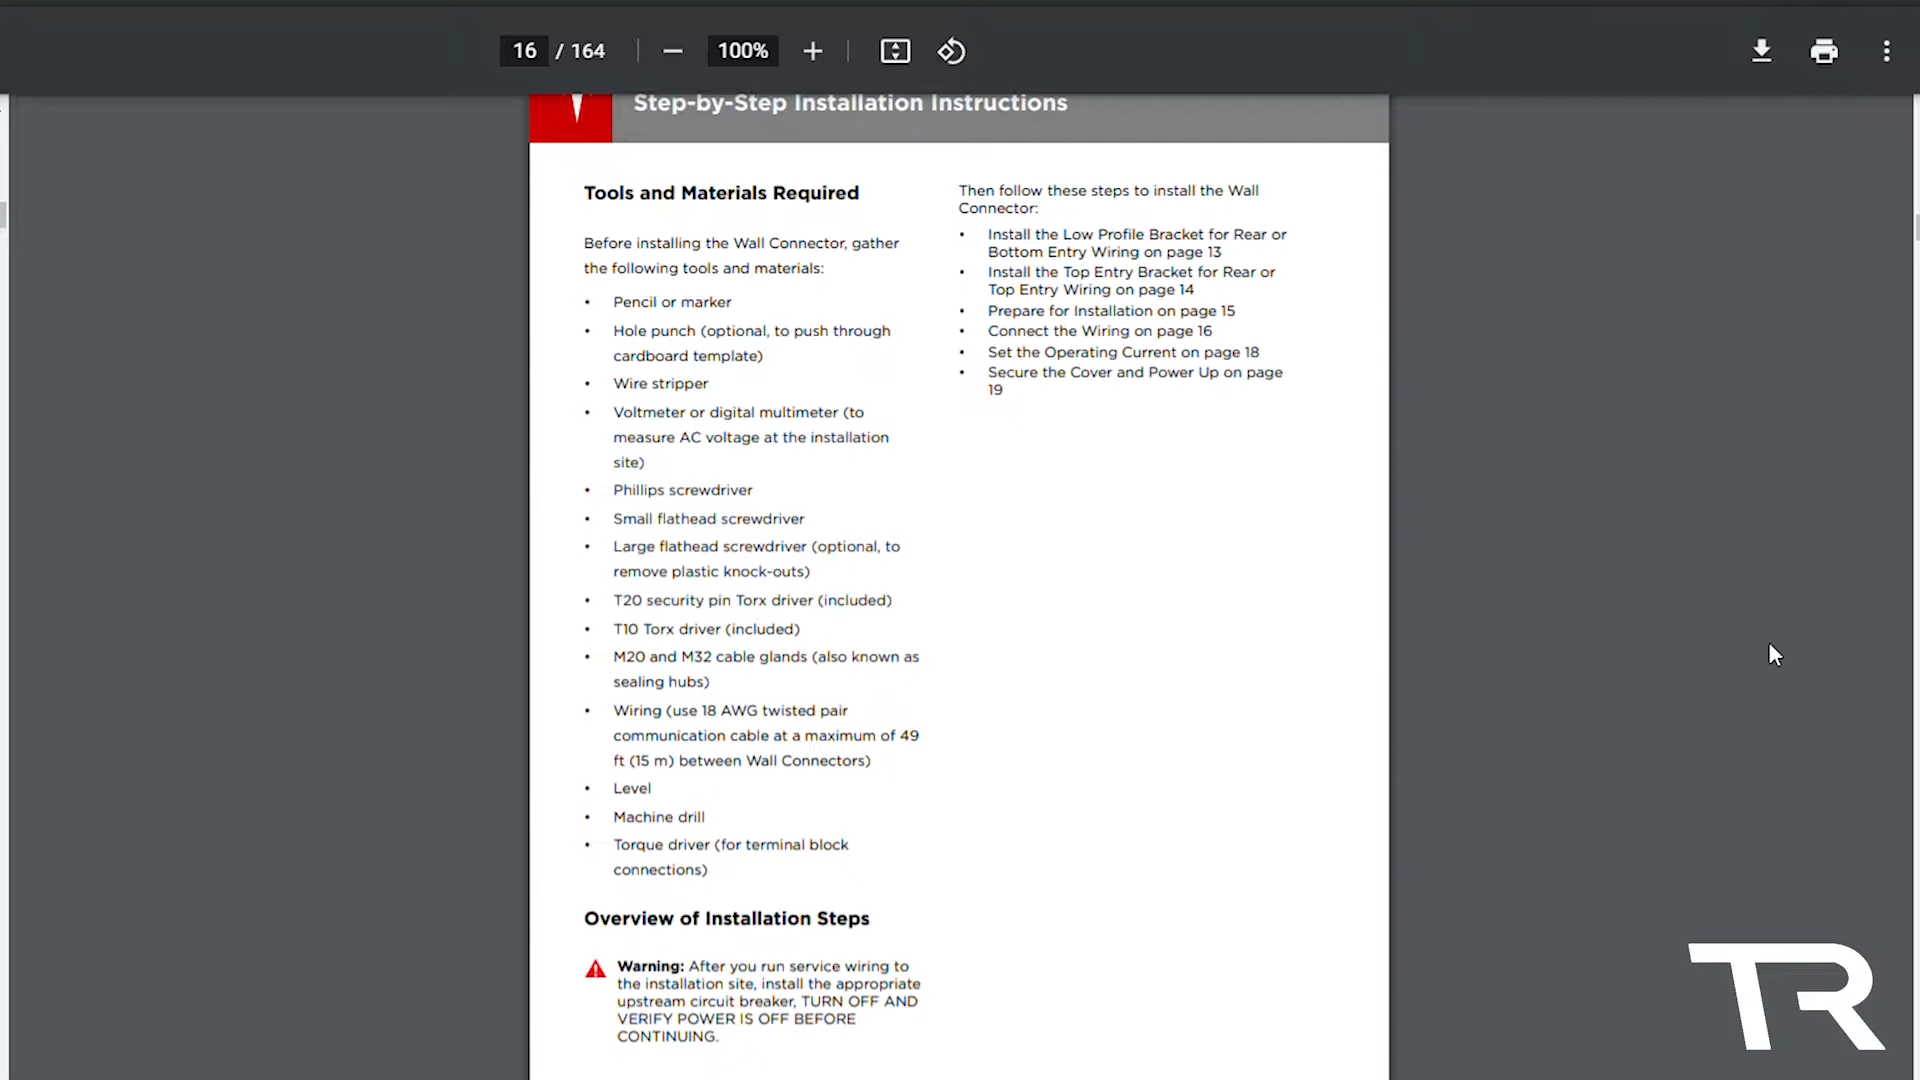 16 / 164
100%
Step-by-Step Installation Instructions
Tools and Materials Required
Before installing the Wall Connector, gather
the following tools and materials:
• Pencil or marker
• Hole punch (optional, to push through
cardboard template)
• Wire stripper
• Voltmeter or digital multimeter (to
measure AC voltage at the installation
site)
• Phillips screwdriver
• Small flathead screwdriver
• Large flathead screwdriver (optional, to
remove plastic knock-outs)
• T20 security pin Torx driver (included)
• T10 Torx driver (included)
• M20 and M32 cable glands (also known as
sealing hubs)
• Wiring (use 18 AWG twisted pair
communication cable at a maximum of 49
ft (15 m) between Wall Connectors)
• Level
• Machine drill
• Torque driver (for terminal block
connections)
Overview of Installation Steps
Warning: After you run service wiring to
the installation site, install the appropriate
upstream circuit breaker, TURN OFF AND
VERIFY POWER IS OFF BEFORE
CONTINUING.
Then follow these steps to install the Wall
Connector:
• Install the Low Profile Bracket for Rear or
Bottom Entry Wiring on page 13
• Install the Top Entry Bracket for Rear or
Top Entry Wiring on page 14
• Prepare for Installation on page 15
• Connect the Wiring on page 16
• Set the Operating Current on page 18
• Secure the Cover and Power Up on page
19
TR